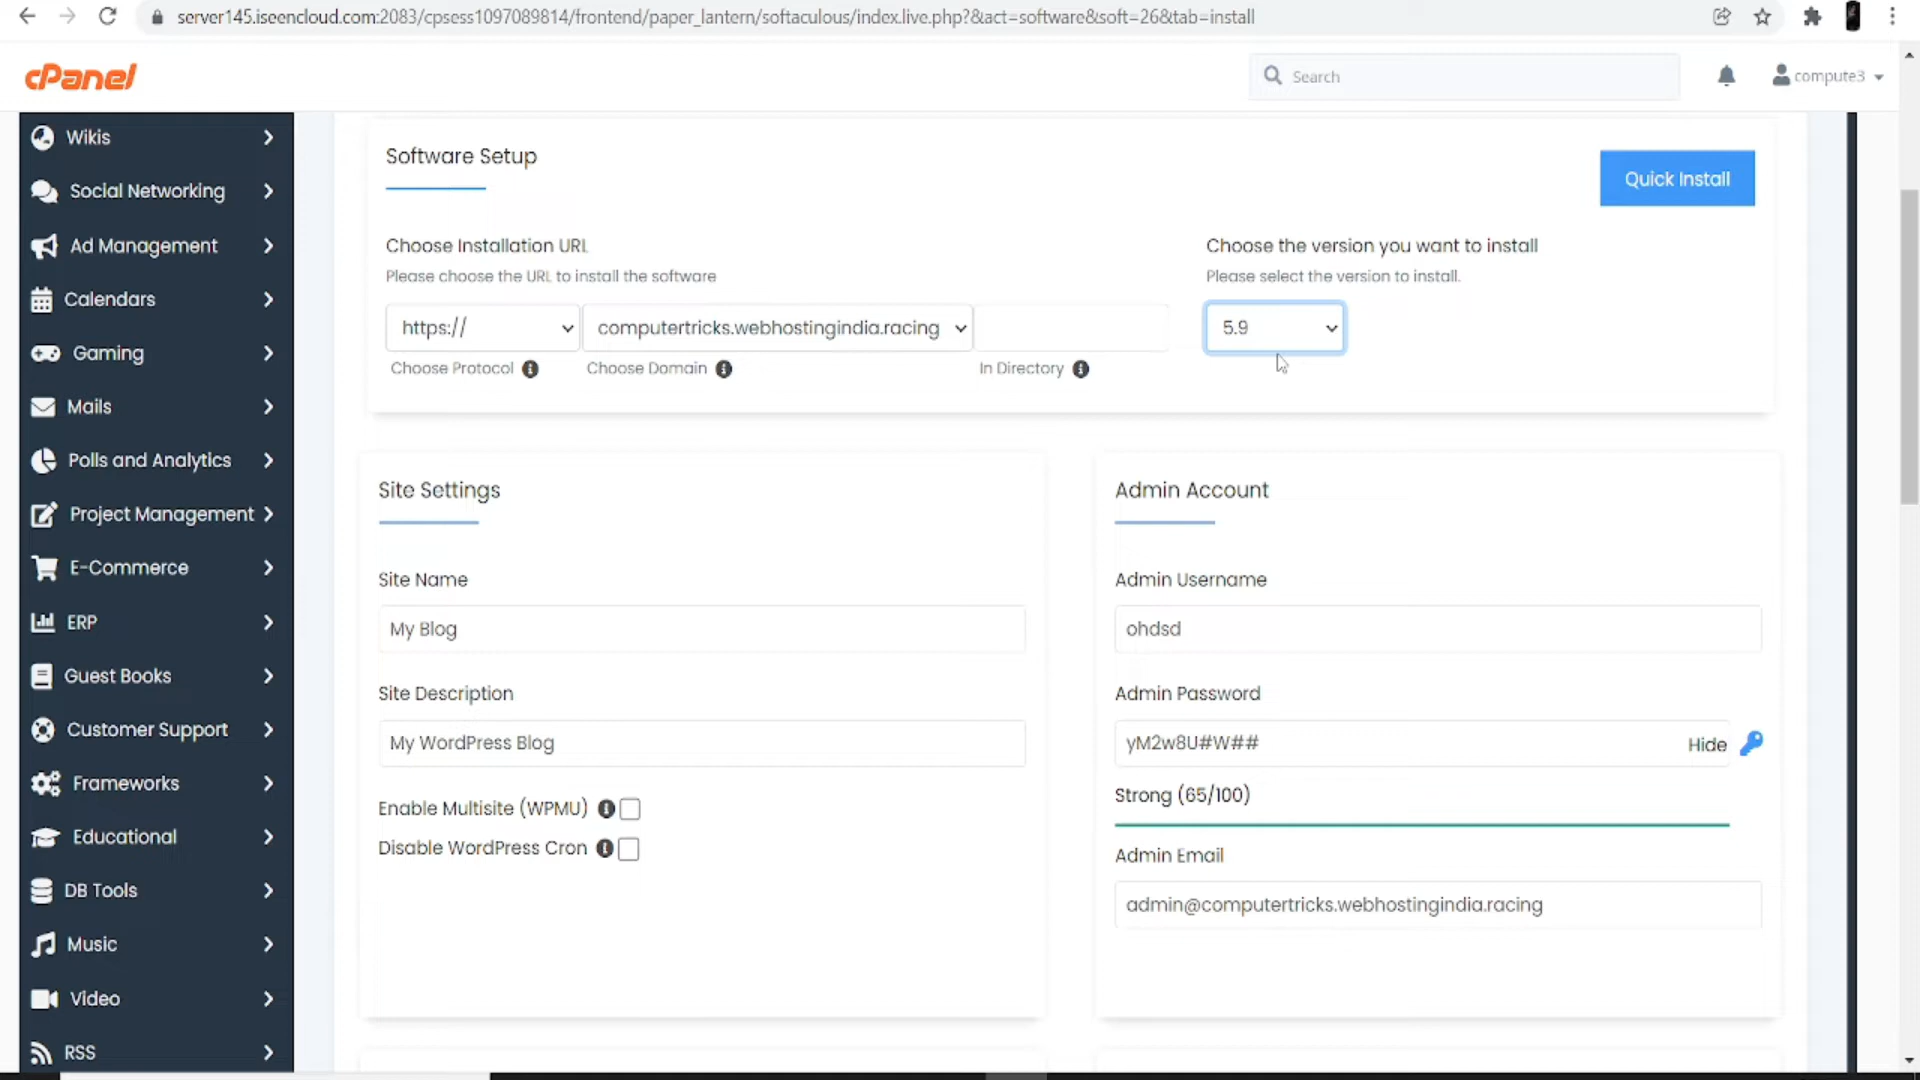 server145.iseencloud.com:2083/cpsess1097089814/frontend/paper_lantern/softaculous/index.live.php?&act=software&soft=26&tab=install
cPanel
Search
compute3
Wikis
Social Networking
Ad Management
Calendars
Gaming
Mails
Polls and Analytics
Project Management
E-Commerce
ERP
Guest Books
Customer Support
Frameworks
Educational
DB Tools
Music
Video
RSS
Software Setup
Quick Install
Choose Installation URL
Please choose the URL to install the software
https://
computertricks.webhostingindia.racing
Choose Protocol
Choose Domain
In Directory
Choose the version you want to install
Please select the version to install.
5.9
Site Settings
Site Name
My Blog
Site Description
My WordPress Blog
Enable Multisite (WPMU)
Disable WordPress Cron
Admin Account
Admin Username
ohdsd
Admin Password
yM2w8U#W##
Hide
Strong (65/100)
Admin Email
admin@computertricks.webhostingindia.racing